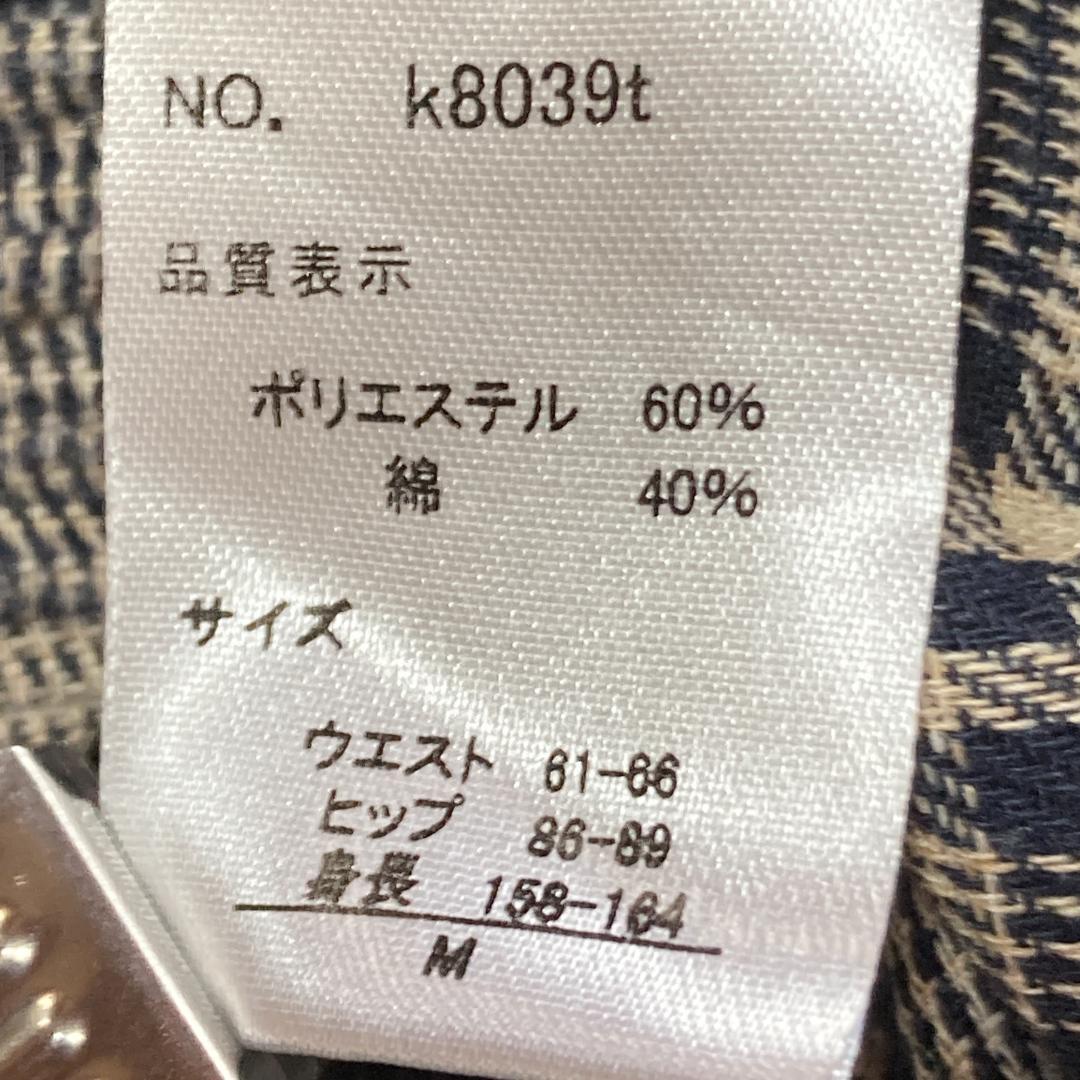 NO. k8039t
品質表示
ポリエステル 60%
綿 40%
サイズ
ウエスト 61-66
ヒップ 86-89
身長 158-164
M